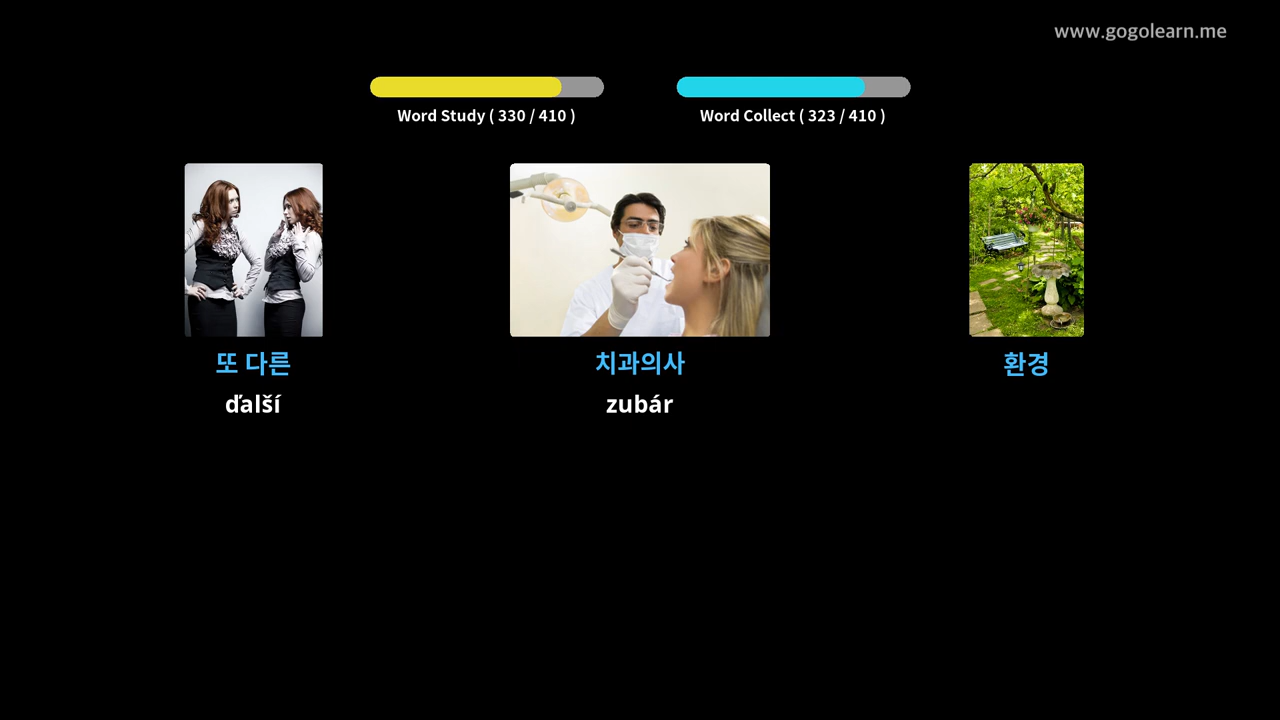 www.gogolearn.me
Word Study ( 330 / 410 )
Word Collect ( 323 / 410 )
또 다른
ďalší
치과의사
zubár
환경